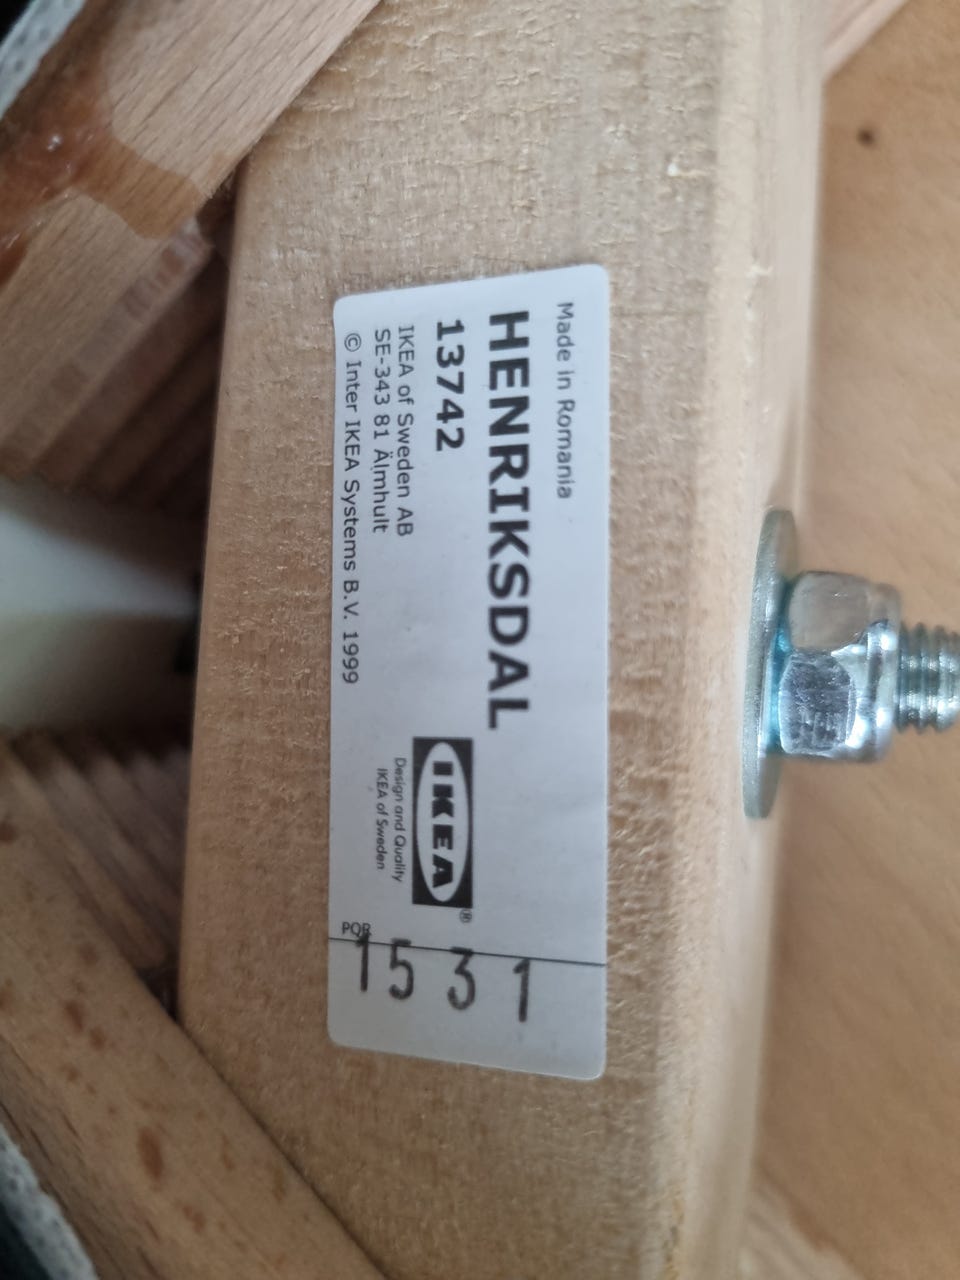 Made in Romania
HENRIKSDAL
13742
IKEA of Sweden AB
SE-343 81 Älmhult
© Inter IKEA Systems B.V. 1999
IKEA®
Design and Quality
IKEA of Sweden
1531